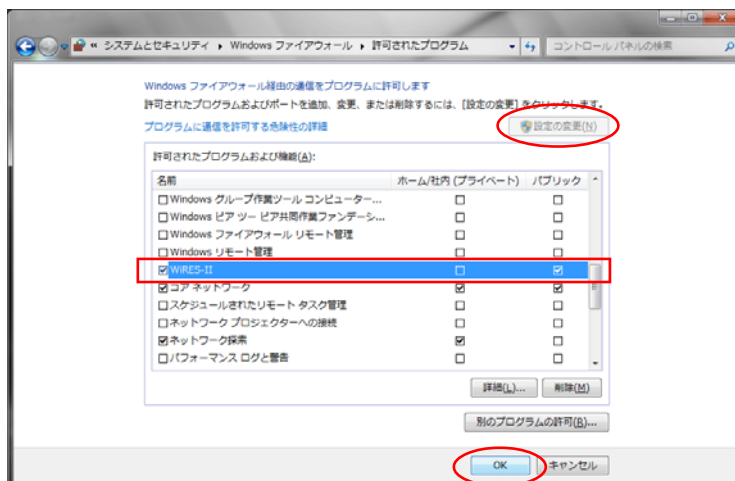 « システムとセキュリティ ▸ Windows ファイアウォール ▸ 許可されたプログラム
コントロール パネルの検索
Windows ファイアウォール経由の通信をプログラムに許可します
許可されたプログラムおよびポートを追加、変更、または削除するには、[設定の変更] をクリックします。
プログラムに通信を許可する危険性の詳細
設定の変更(N)
許可されたプログラムおよび機能(A):
名前 ホーム/社内 (プライベート) パブリック
Windows グループ作業ツール コンピューター...
Windows ピア ツー ピア共同作業ファンデーシ...
Windows ファイアウォール リモート管理
Windows リモート管理
WiRES-II
コア ネットワーク
スケジュールされたリモート タスク管理
ネットワーク プロジェクターへの接続
ネットワーク探索
パフォーマンス ログと警告
詳細(L)... 削除(M)
別のプログラムの許可(R)...
OK キャンセル